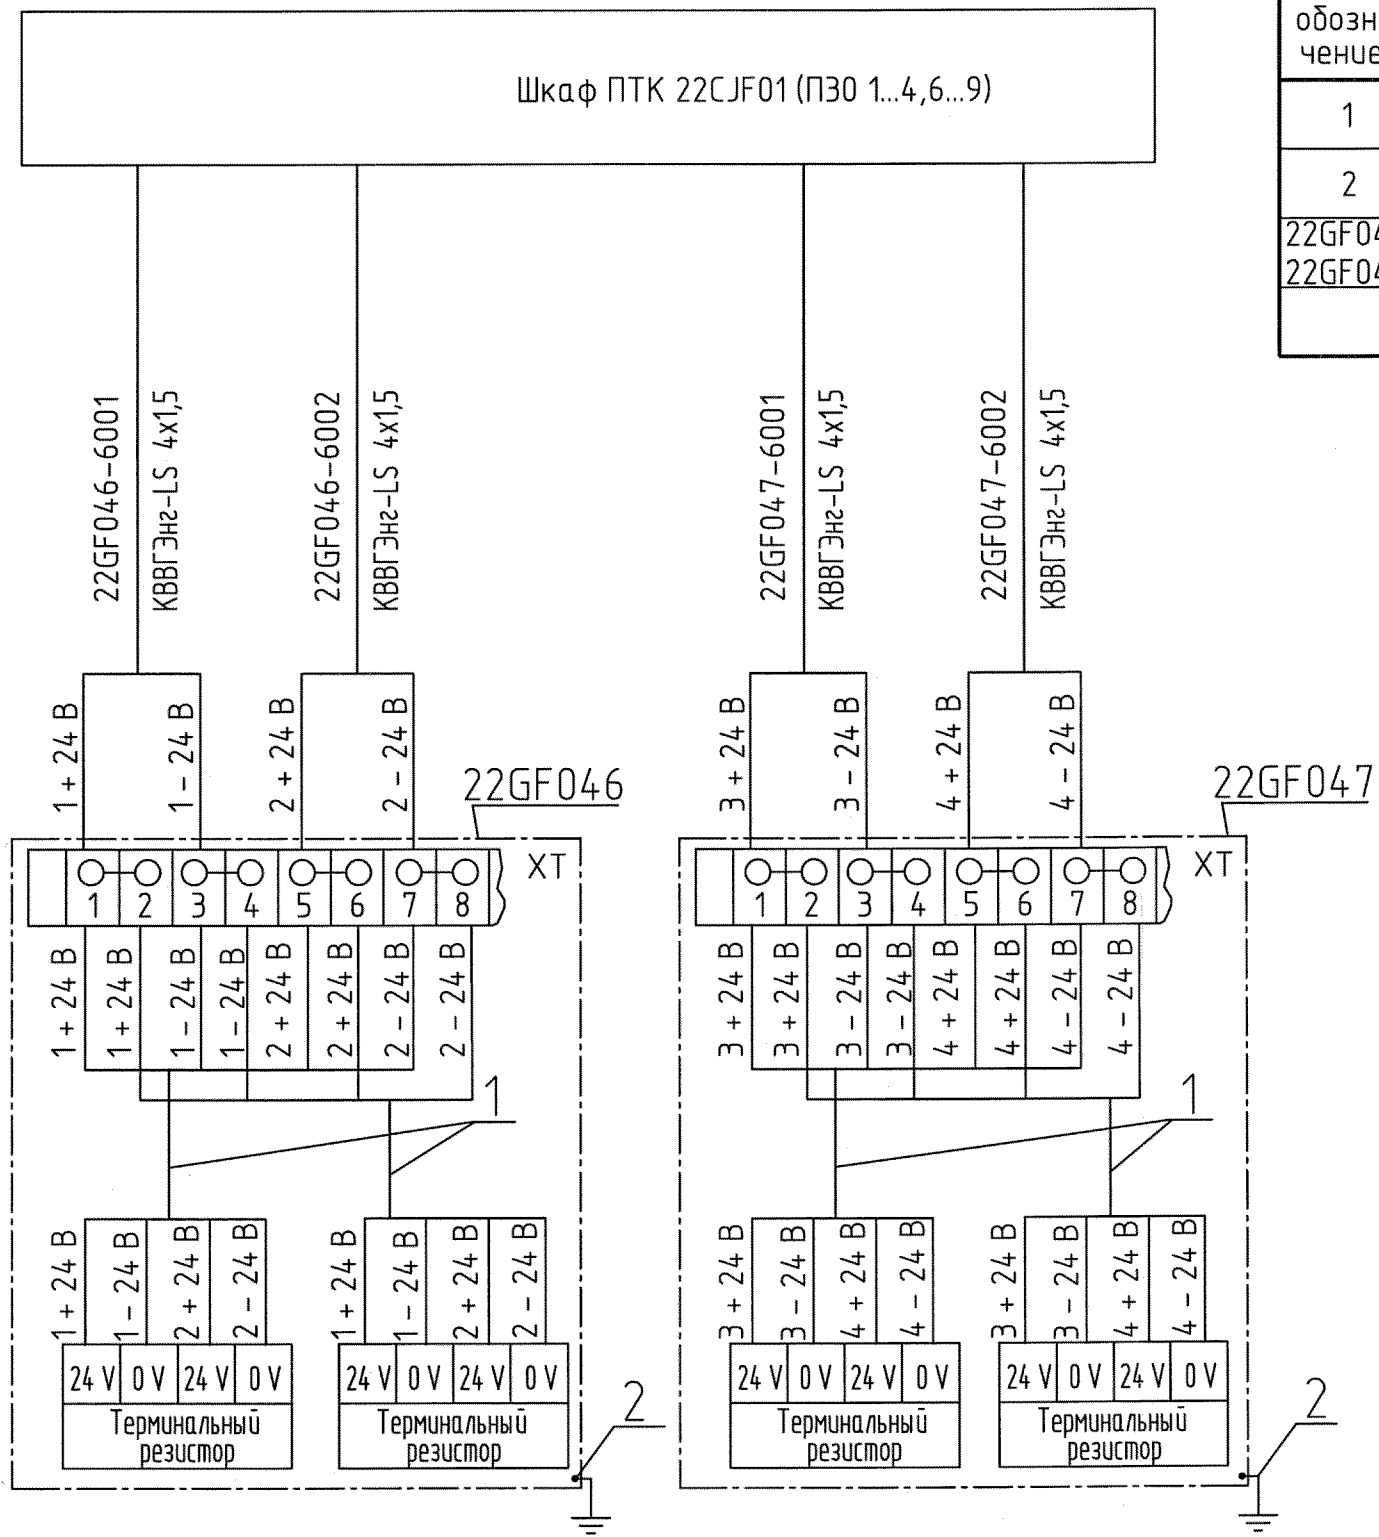 Шкаф ПТК 22CJF01 (ПЗО 1...4,6...9)
обозн
чение
1
2
22GF04
22GF04
22GF046-6001
КВВГЭнг-LS 4х1,5
22GF046-6002
КВВГЭнг-LS 4х1,5
22GF047-6001
КВВГЭнг-LS 4х1,5
22GF047-6002
КВВГЭнг-LS 4х1,5
1 + 24 В
1 - 24 В
2 + 24 В
2 - 24 В
22GF046
3 + 24 В
3 - 24 В
4 + 24 В
4 - 24 В
22GF047
1 2 3 4 5 6 7 8 ХТ
1 2 3 4 5 6 7 8 ХТ
1 + 24 В
1 + 24 В
1 - 24 В
1 - 24 В
2 + 24 В
2 + 24 В
2 - 24 В
2 - 24 В
3 + 24 В
3 + 24 В
3 - 24 В
3 - 24 В
4 + 24 В
4 + 24 В
4 - 24 В
4 - 24 В
1
1
1 + 24 В
1 - 24 В
2 + 24 В
2 - 24 В
1 + 24 В
1 - 24 В
2 + 24 В
2 - 24 В
3 + 24 В
3 - 24 В
4 + 24 В
4 - 24 В
3 + 24 В
3 - 24 В
4 + 24 В
4 - 24 В
24 V 0 V 24 V 0 V
Терминальный
резистор
24 V 0 V 24 V 0 V
Терминальный
резистор
2
24 V 0 V 24 V 0 V
Терминальный
резистор
24 V 0 V 24 V 0 V
Терминальный
резистор
2